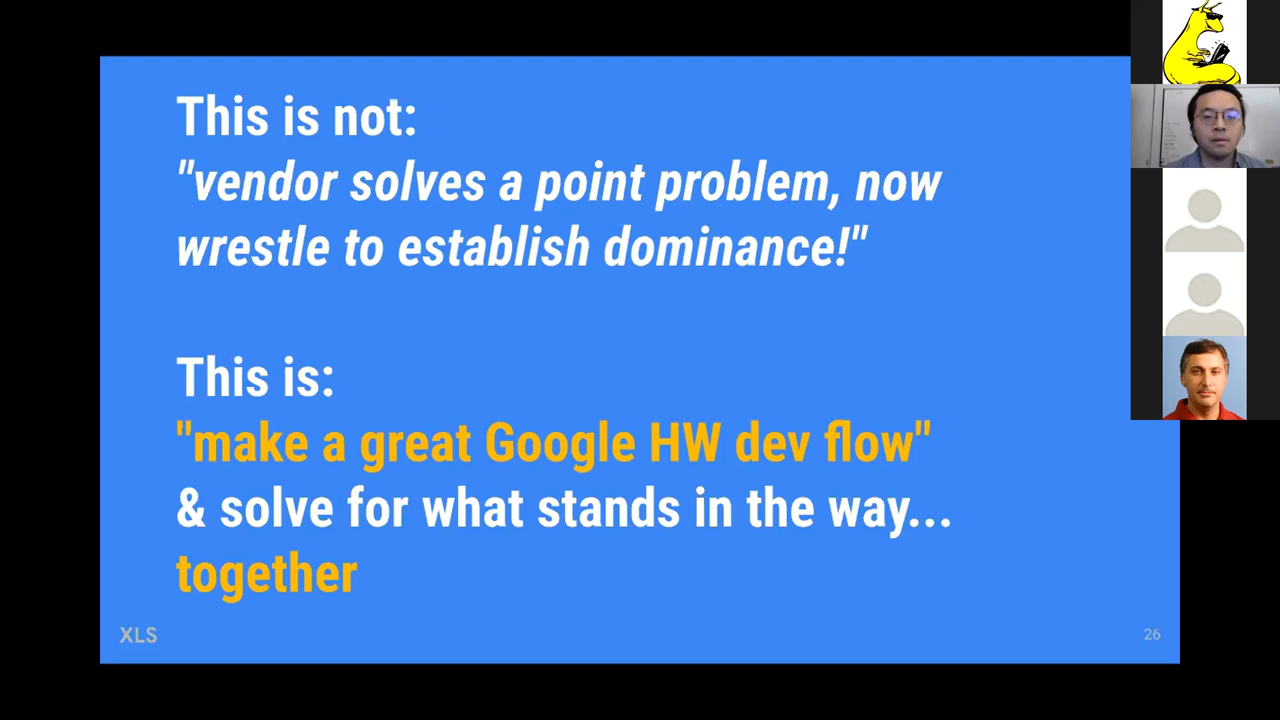 This is not:
"vendor solves a point problem, now
wrestle to establish dominance!"
This is:
"make a great Google HW dev flow"
& solve for what stands in the way...
together
XLS
26